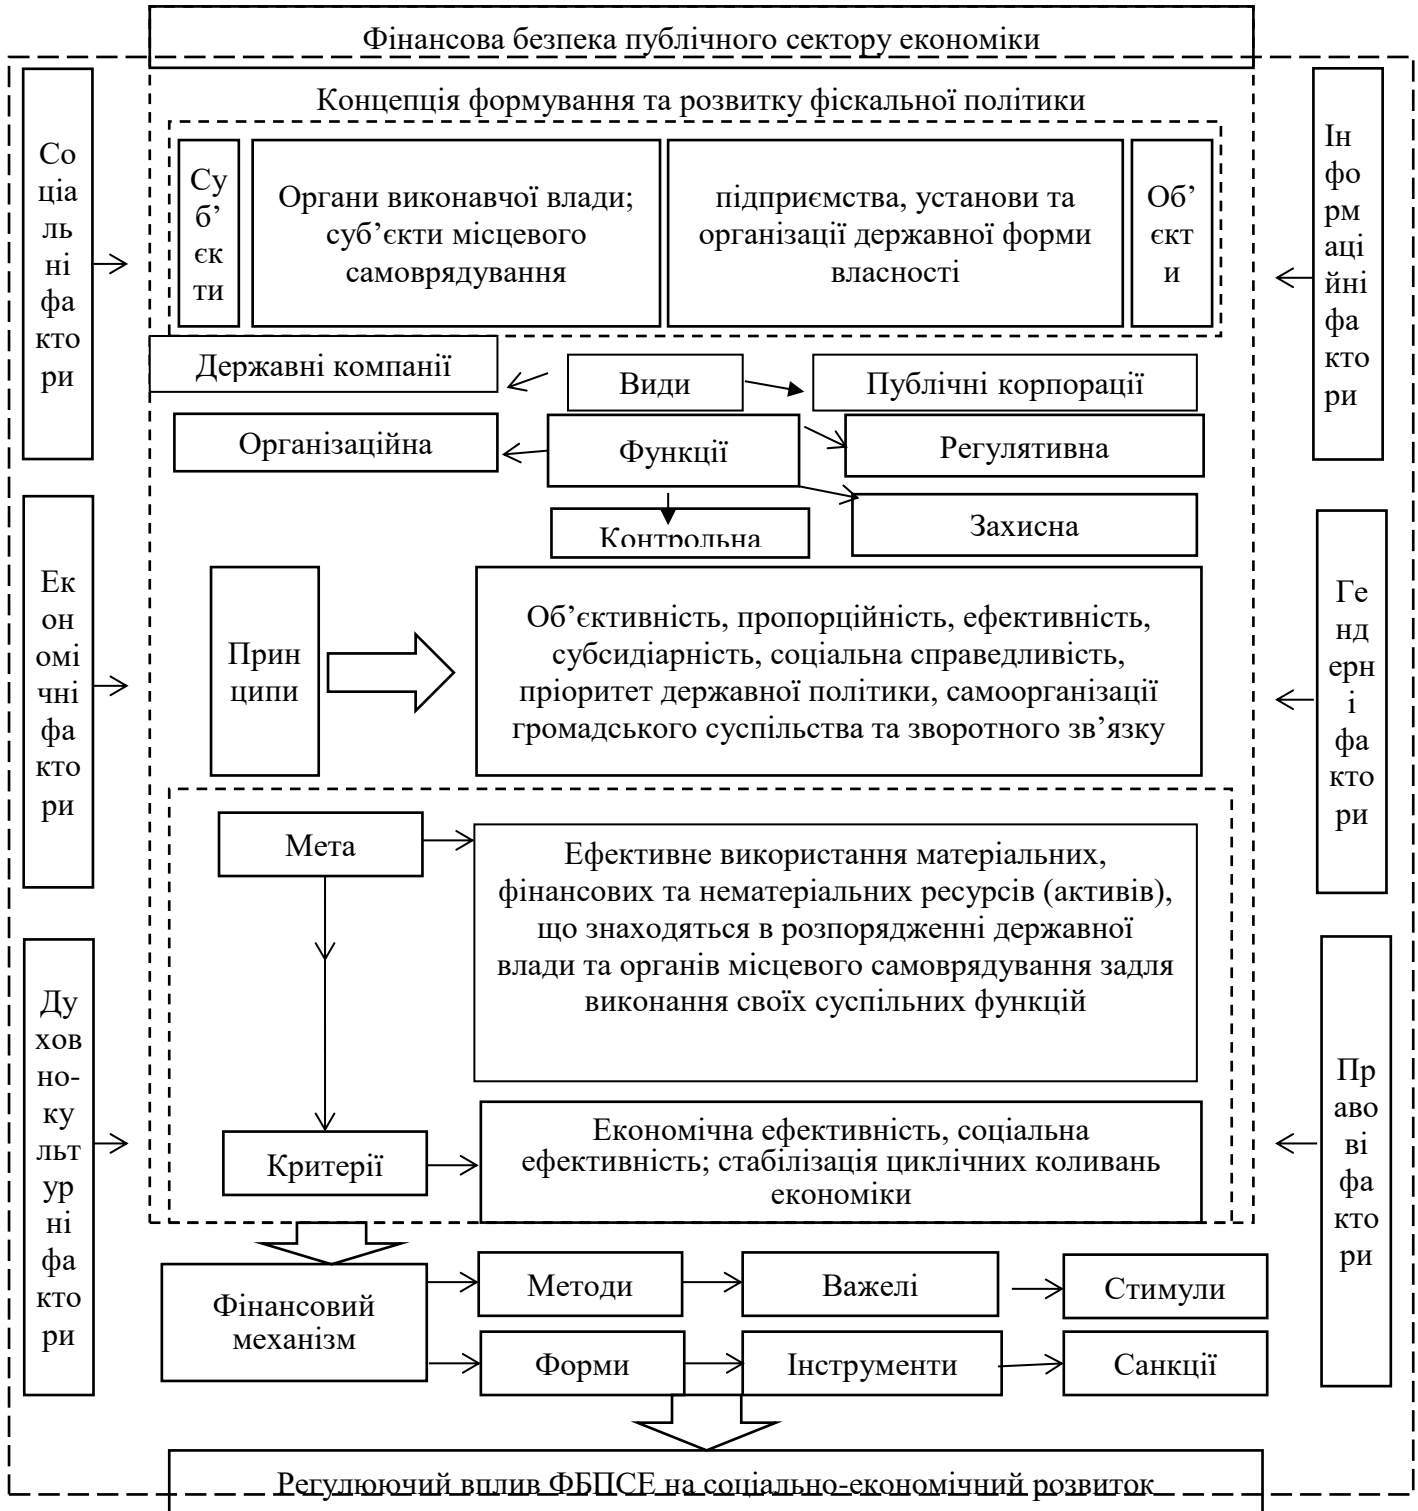 Фінансова безпека публічного сектору економіки
Концепція формування та розвитку фіскальної політики
Со
ціа
ль
ні
фа
кто
ри
Су
б’
єк
ти
Органи виконавчої влади;
суб’єкти місцевого
самоврядування
підприємства, установи та
організації державної форми
власності
Об’
єкт
и
Ін
фо
рм
аці
йні
фа
кто
ри
Державні компанії
Види
Публічні корпорації
Організаційна
Функції
Регулятивна
Контрольна
Захисна
Ек
он
омі
чні
фа
кто
ри
Прин
ципи
Об’єктивність, пропорційність, ефективність,
субсидіарність, соціальна справедливість,
пріоритет державної політики, самоорганізації
громадського суспільства та зворотного зв’язку
Ге
нд
ерн
і
фа
кто
ри
Мета
Ефективне використання матеріальних,
фінансових та нематеріальних ресурсів (активів),
що знаходяться в розпорядженні державної
влади та органів місцевого самоврядування задля
виконання своїх суспільних функцій
Ду
хов
но-
ку
льт
ур
ні
фа
кто
ри
Критерії
Економічна ефективність, соціальна
ефективність; стабілізація циклічних коливань
економіки
Пр
аво
ві
фа
кто
ри
Фінансовий
механізм
Методи
Важелі
Стимули
Форми
Інструменти
Санкції
Регулюючий вплив ФБПСЕ на соціально-економічний розвиток